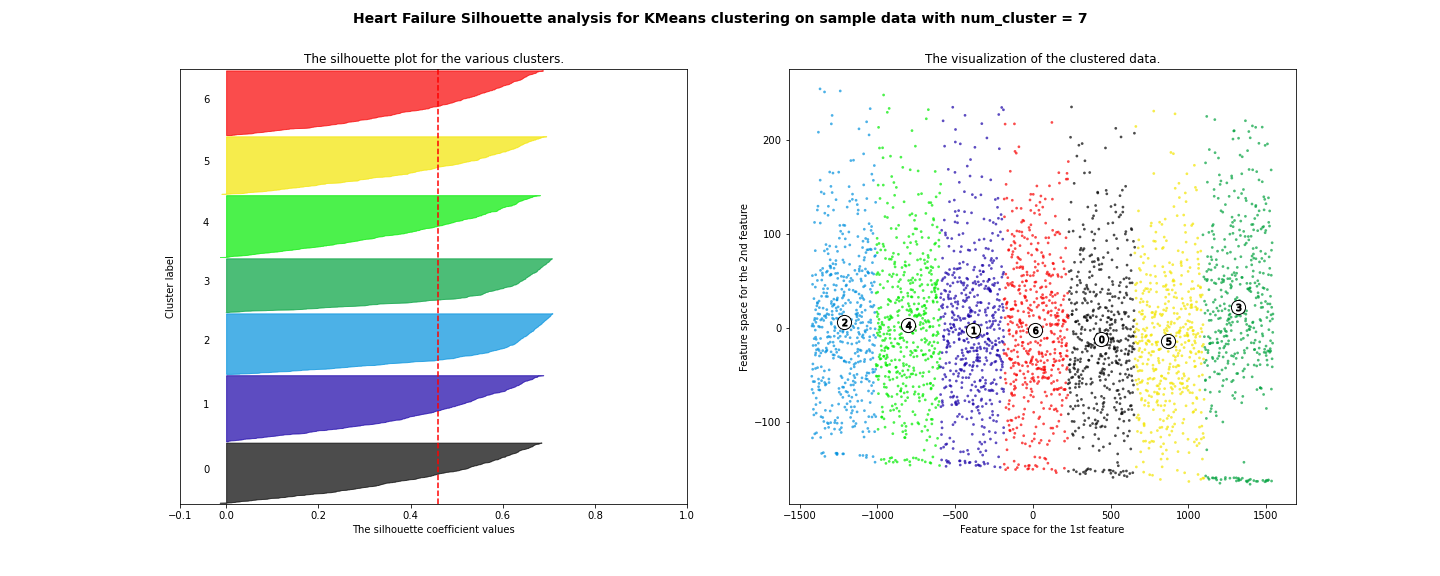 Heart Failure Silhouette analysis for KMeans clustering on sample data with num_cluster = 7
The silhouette plot for the various clusters.
Cluster label
6
5
4
3
2
1
0
−0.1 0.0 0.2 0.4 0.6 0.8 1.0
The silhouette coefficient values
The visualization of the clustered data.
Feature space for the 2nd feature
200
100
0
−100
2 4 1 6 0 5 3
−1500 −1000 −500 0 500 1000 1500
Feature space for the 1st feature